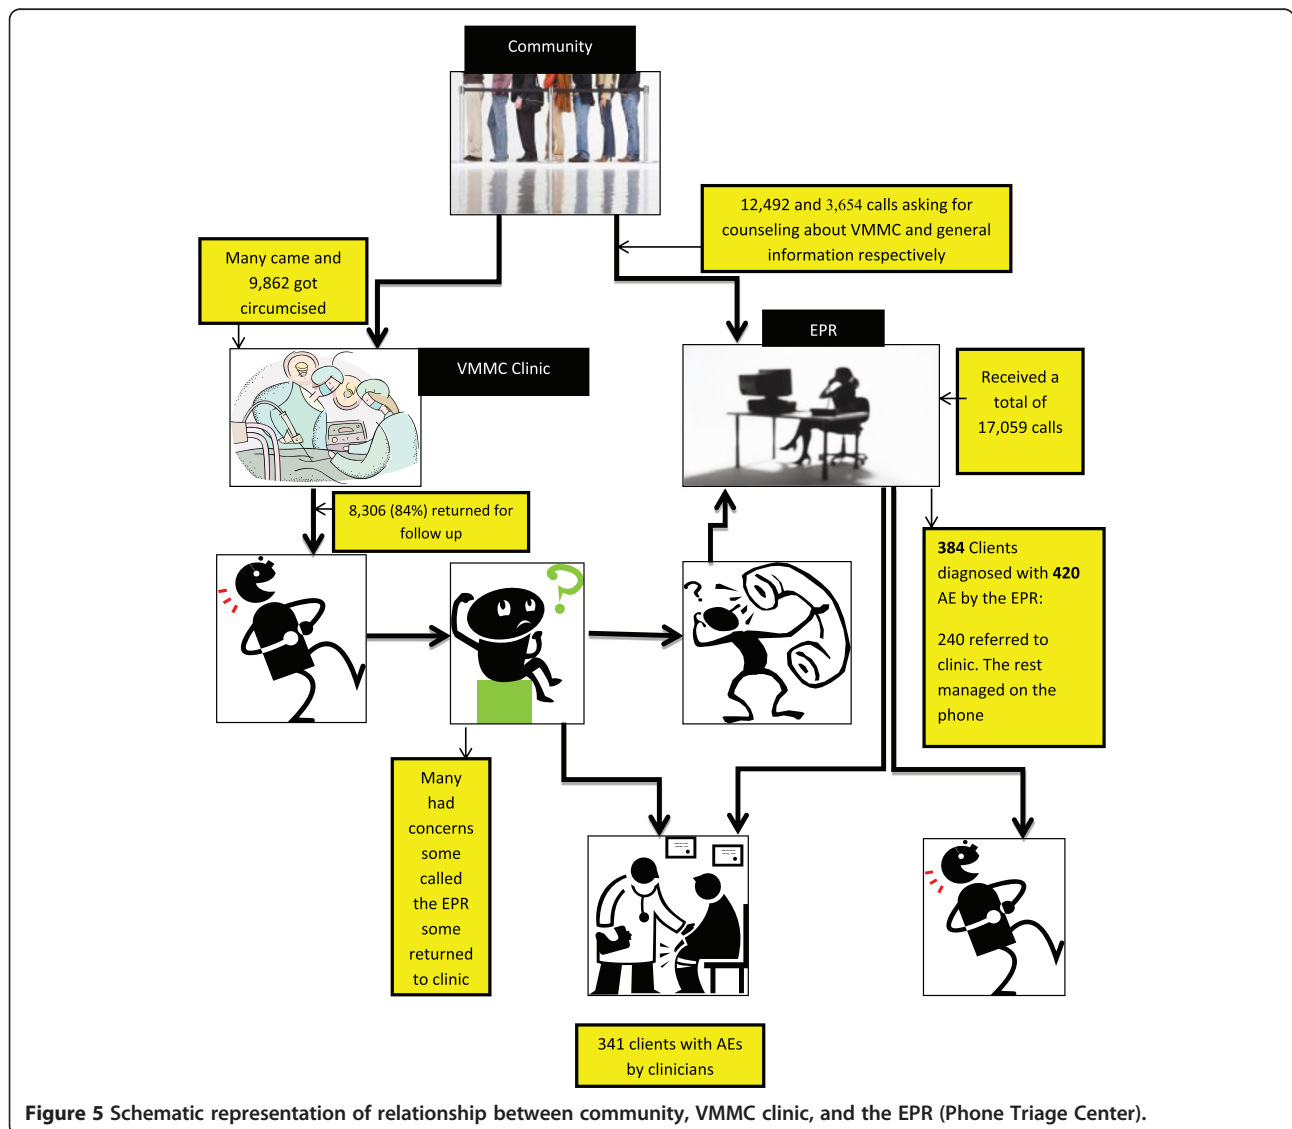 Community
12,492 and 3,654 calls asking for
counseling about VMMC and general
information respectively
Many came and
9,862 got
circumcised
EPR
VMMC Clinic
Received a
total of
17,059 calls
8,306 (84%) returned for
follow up
384 Clients
diagnosed with 420
AE by the EPR:
240 referred to
clinic. The rest
managed on the
phone
?
?
Many
had
concerns
some
called
the EPR
some
returned
to clinic
341 clients with AEs
by clinicians
Figure 5 Schematic representation of relationship between community, VMMC clinic, and the EPR (Phone Triage Center).